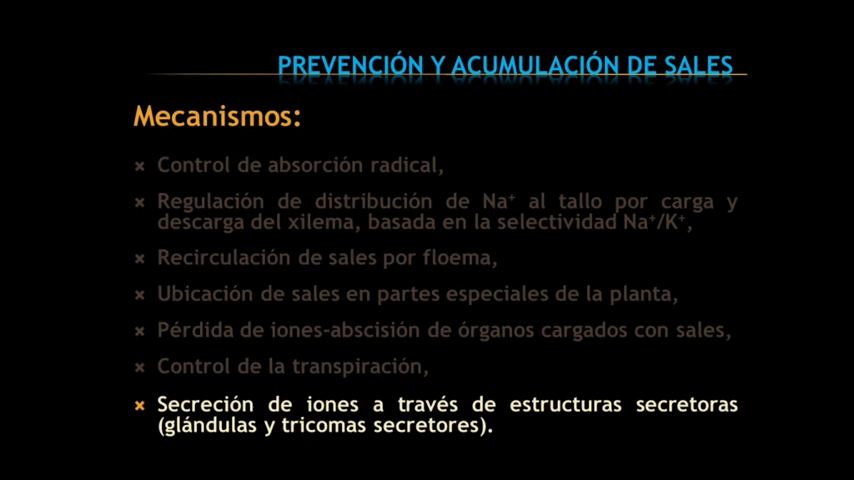 PREVENCIÓN Y ACUMULACIÓN DE SALES
Mecanismos:
× Control de absorción radical,
× Regulación de distribución de Na⁺ al tallo por carga y
descarga del xilema, basada en la selectividad Na⁺/K⁺,
× Recirculación de sales por floema,
× Ubicación de sales en partes especiales de la planta,
× Pérdida de iones-abscisión de órganos cargados con sales,
× Control de la transpiración,
× Secreción de iones a través de estructuras secretoras
(glándulas y tricomas secretores).